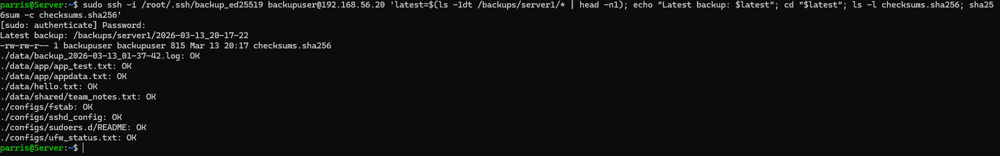 parris@Server:~$ sudo ssh -i /root/.ssh/backup_ed25519 backupuser@192.168.56.20 'latest=$(ls -1dt /backups/server1/* | head -n1); echo "Latest backup: $latest"; cd "$latest"; ls -l checksums.sha256; sha25
6sum -c checksums.sha256'
[sudo: authenticate] Password:
Latest backup: /backups/server1/2026-03-13_20-17-22
-rw-rw-r-- 1 backupuser backupuser 815 Mar 13 20:17 checksums.sha256
./data/backup_2026-03-13_01-37-42.log: OK
./data/app/app_test.txt: OK
./data/app/appdata.txt: OK
./data/hello.txt: OK
./data/shared/team_notes.txt: OK
./configs/fstab: OK
./configs/sshd_config: OK
./configs/sudoers.d/README: OK
./configs/ufw_status.txt: OK
parris@Server:~$